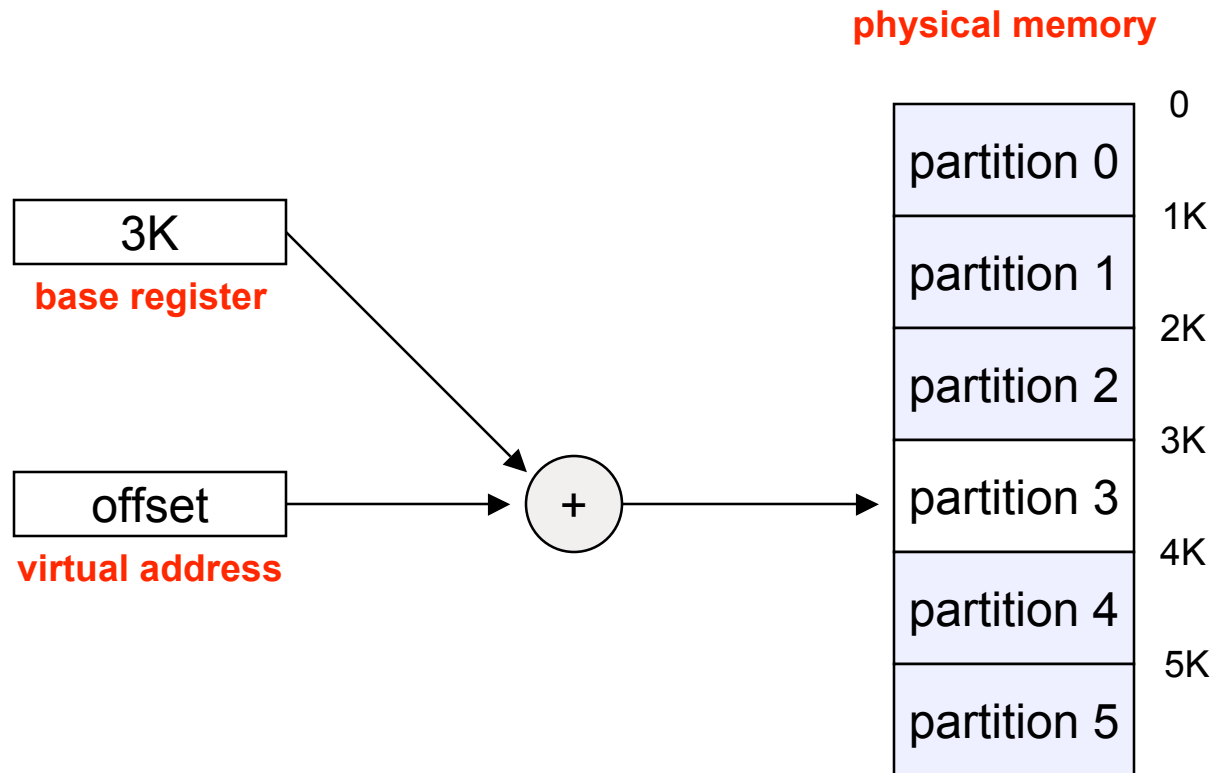 physical memory
0
partition 0
3K
1K
base register
partition 1
2K
partition 2
3K
offset
+
partition 3
virtual address
4K
partition 4
5K
partition 5